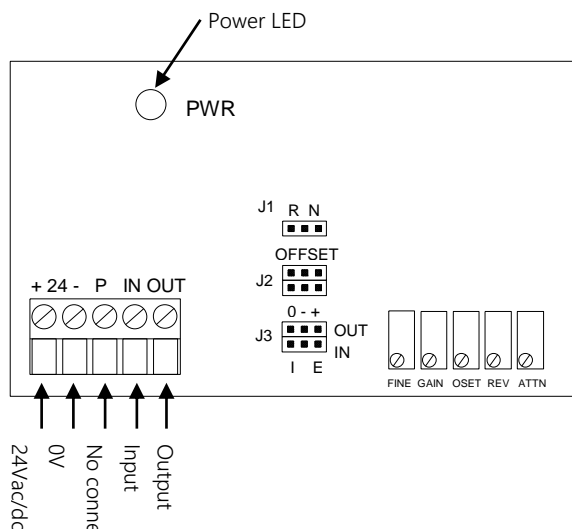 Power LED
PWR
J1
R N
OFFSET
J2
0 - +
J3
OUT
IN
I E
+ 24 - P IN OUT
FINE GAIN OSET REV ATTN
24Vac/dc
0V
No conne
Input
Output